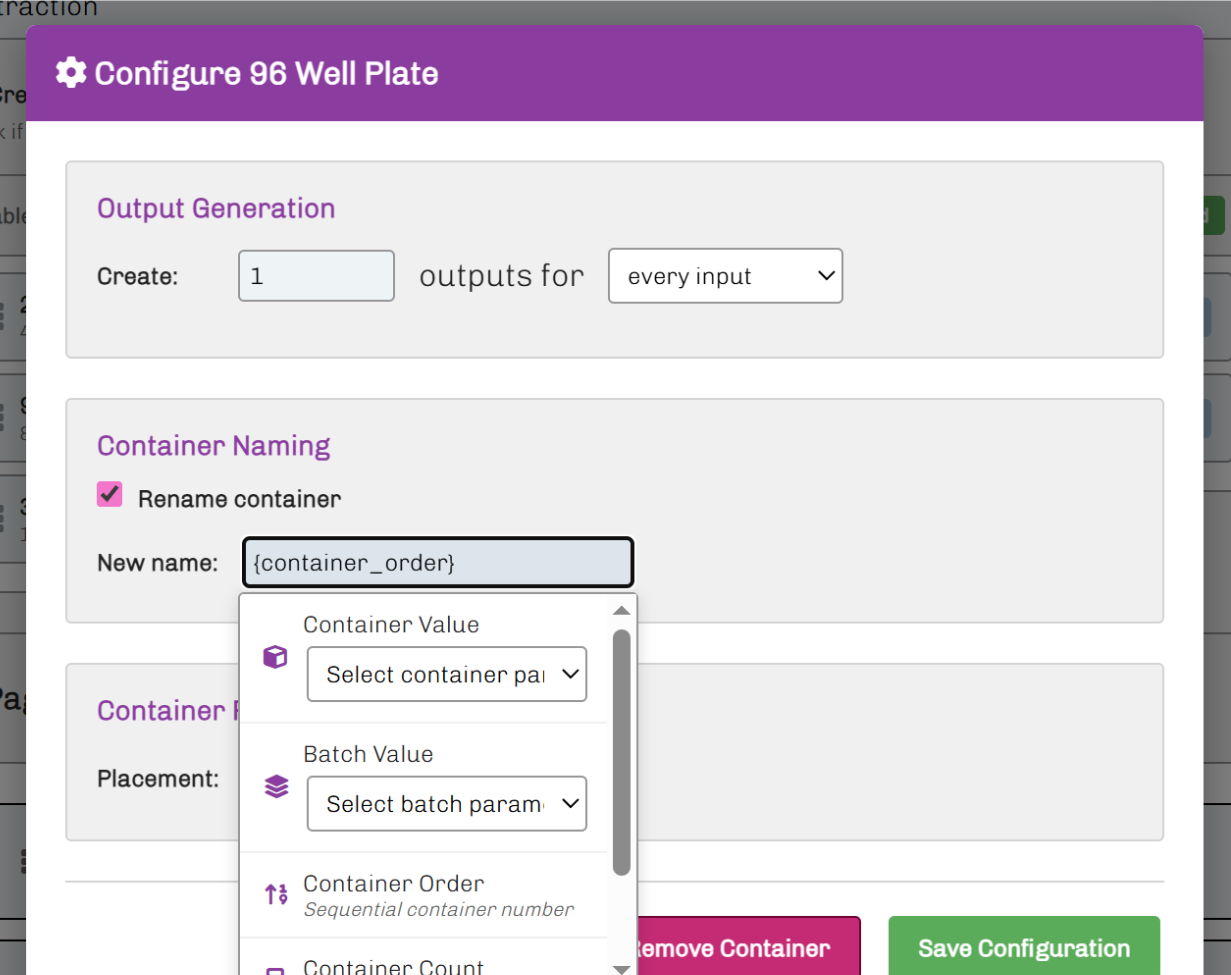 Configure 96 Well Plate
Output Generation
Create: 1 outputs for every input
Container Naming
Rename container
New name: {container_order}
Container Value
Select container par
Batch Value
Select batch param
Container Order
Sequential container number
Container Count
Container
Placement:
Remove Container
Save Configuration